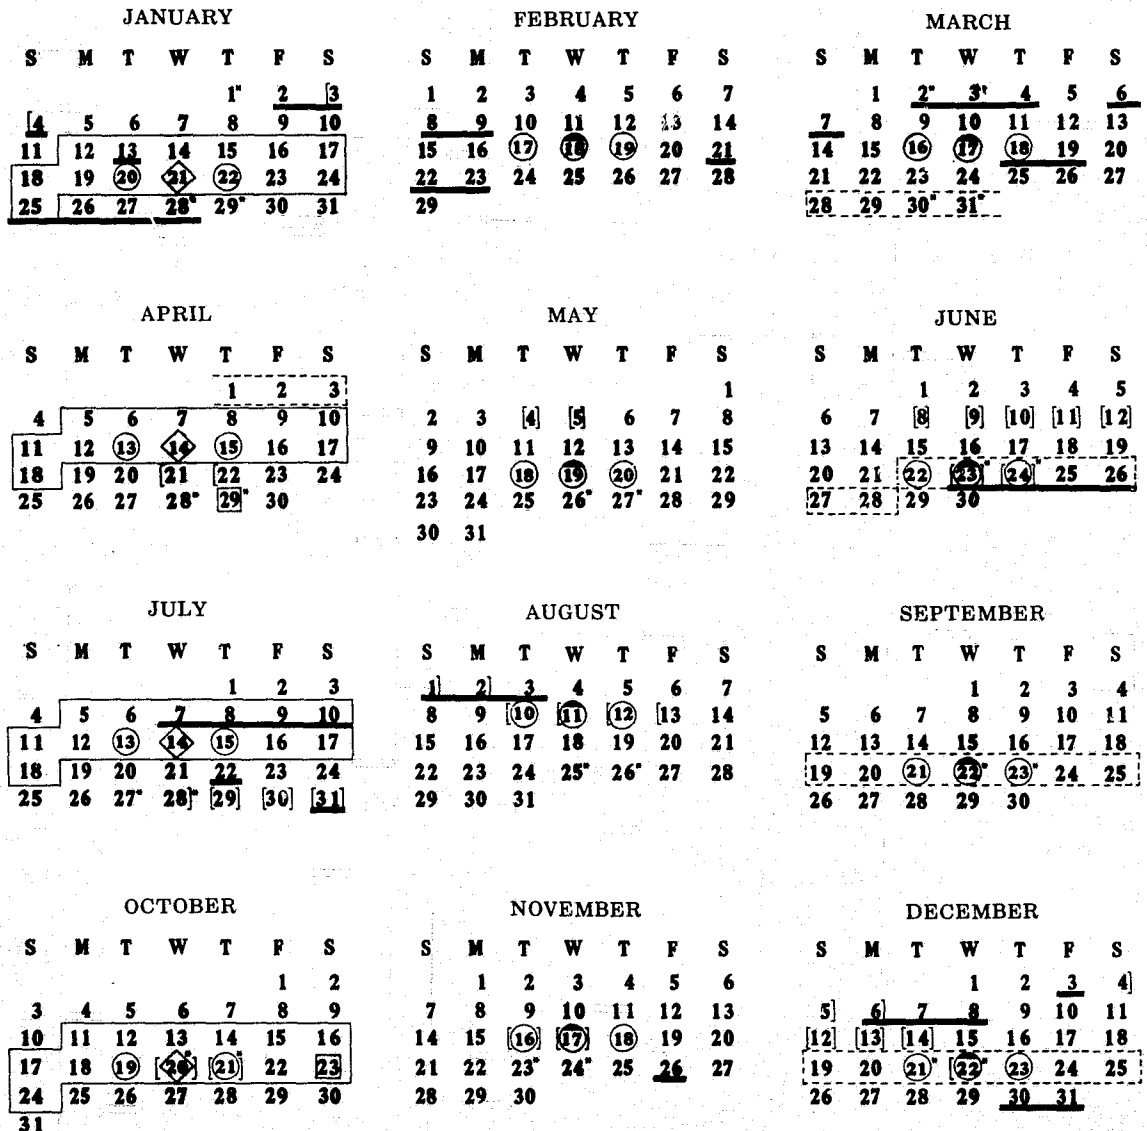 JANUARY
S M T W T F S
1* 2 [3
[4 5 6 7 8 9 10
11 12 13 14 15 16 17
18 19 20 21 22 23 24
25 26 27 28* 29* 30 31
FEBRUARY
S M T W T F S
1 2 3 4 5 6 7
8 9 10 11 12 13 14
15 16 17 18 19 20 21
22 23 24 25 26 27 28
29
MARCH
S M T W T F S
1 2* 3* 4 5 6
7 8 9 10 11 12 13
14 15 16 17 18 19 20
21 22 23 24 25 26 27
28 29 30* 31*
APRIL
S M T W T F S
1 2 3
4 5 6 7 8 9 10
11 12 13 14 15 16 17
18 19 20 [21 [22 23 24
25 26 27 28* 29* 30
MAY
S M T W T F S
1
2 3 [4] [5] 6 7 8
9 10 11 12 13 14 15
16 17 18 19 20 21 22
23 24 25 26* 27* 28 29
30 31
JUNE
S M T W T F S
1 2 3 4 5
6 7 [8] [9] [10] [11] [12]
13 14 15 16 17 18 19
20 21 22 [23]* [24]* 25 26
27 28 29 30
JULY
S M T W T F S
1 2 3
4 5 6 7 8 9 10
11 12 13 14 15 16 17
18 19 20 21 22 23 24
25 26 27* 28]* [29] [30] [31]
AUGUST
S M T W T F S
1] 2] 3 4 5 6 7
8 9 [10 [11 [12 [13 14
15 16 17 18 19 20 21
22 23 24 25* 26* 27 28
29 30 31
SEPTEMBER
S M T W T F S
1 2 3 4
5 6 7 8 9 10 11
12 13 14 15 16 17 18
19 20 21 22* 23* 24 25
26 27 28 29 30
OCTOBER
S M T W T F S
1 2
3 4 5 6 7 8 9
10 11 12 13 14 15 16
17 18 19 [20]* [21]* 22 23
24 25 26 27 28 29 30
31
NOVEMBER
S M T W T F S
1 2 3 4 5 6
7 8 9 10 11 12 13
14 15 [16] [17] 18 19 20
21 22 23* 24* 25 26 27
28 29 30
DECEMBER
S M T W T F S
1 2 3 4]
5] 6] 7 8 9 10 11
[12] [13] [14] 15 16 17 18
19 20 21* [22]* 23 24 25
26 27 28 29 30 31